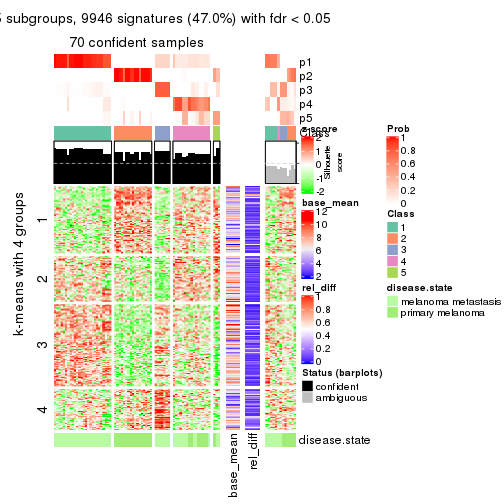 5 subgroups, 9946 signatures (47.0%) with fdr < 0.05
70 confident samples
p1
p2
p3
p4
p5
Class
Silhouette
score
k-means with 4 groups
1
2
3
4
base_mean
rel_diff
disease.state
z-score
2
1
0
-1
-2
base_mean
12
10
8
6
4
2
rel_diff
1
0.8
0.6
0.4
0.2
0
Status (barplots)
confident
ambiguous
Prob
1
0.8
0.6
0.4
0.2
0
Class
1
2
3
4
5
disease.state
melanoma metastasis
primary melanoma